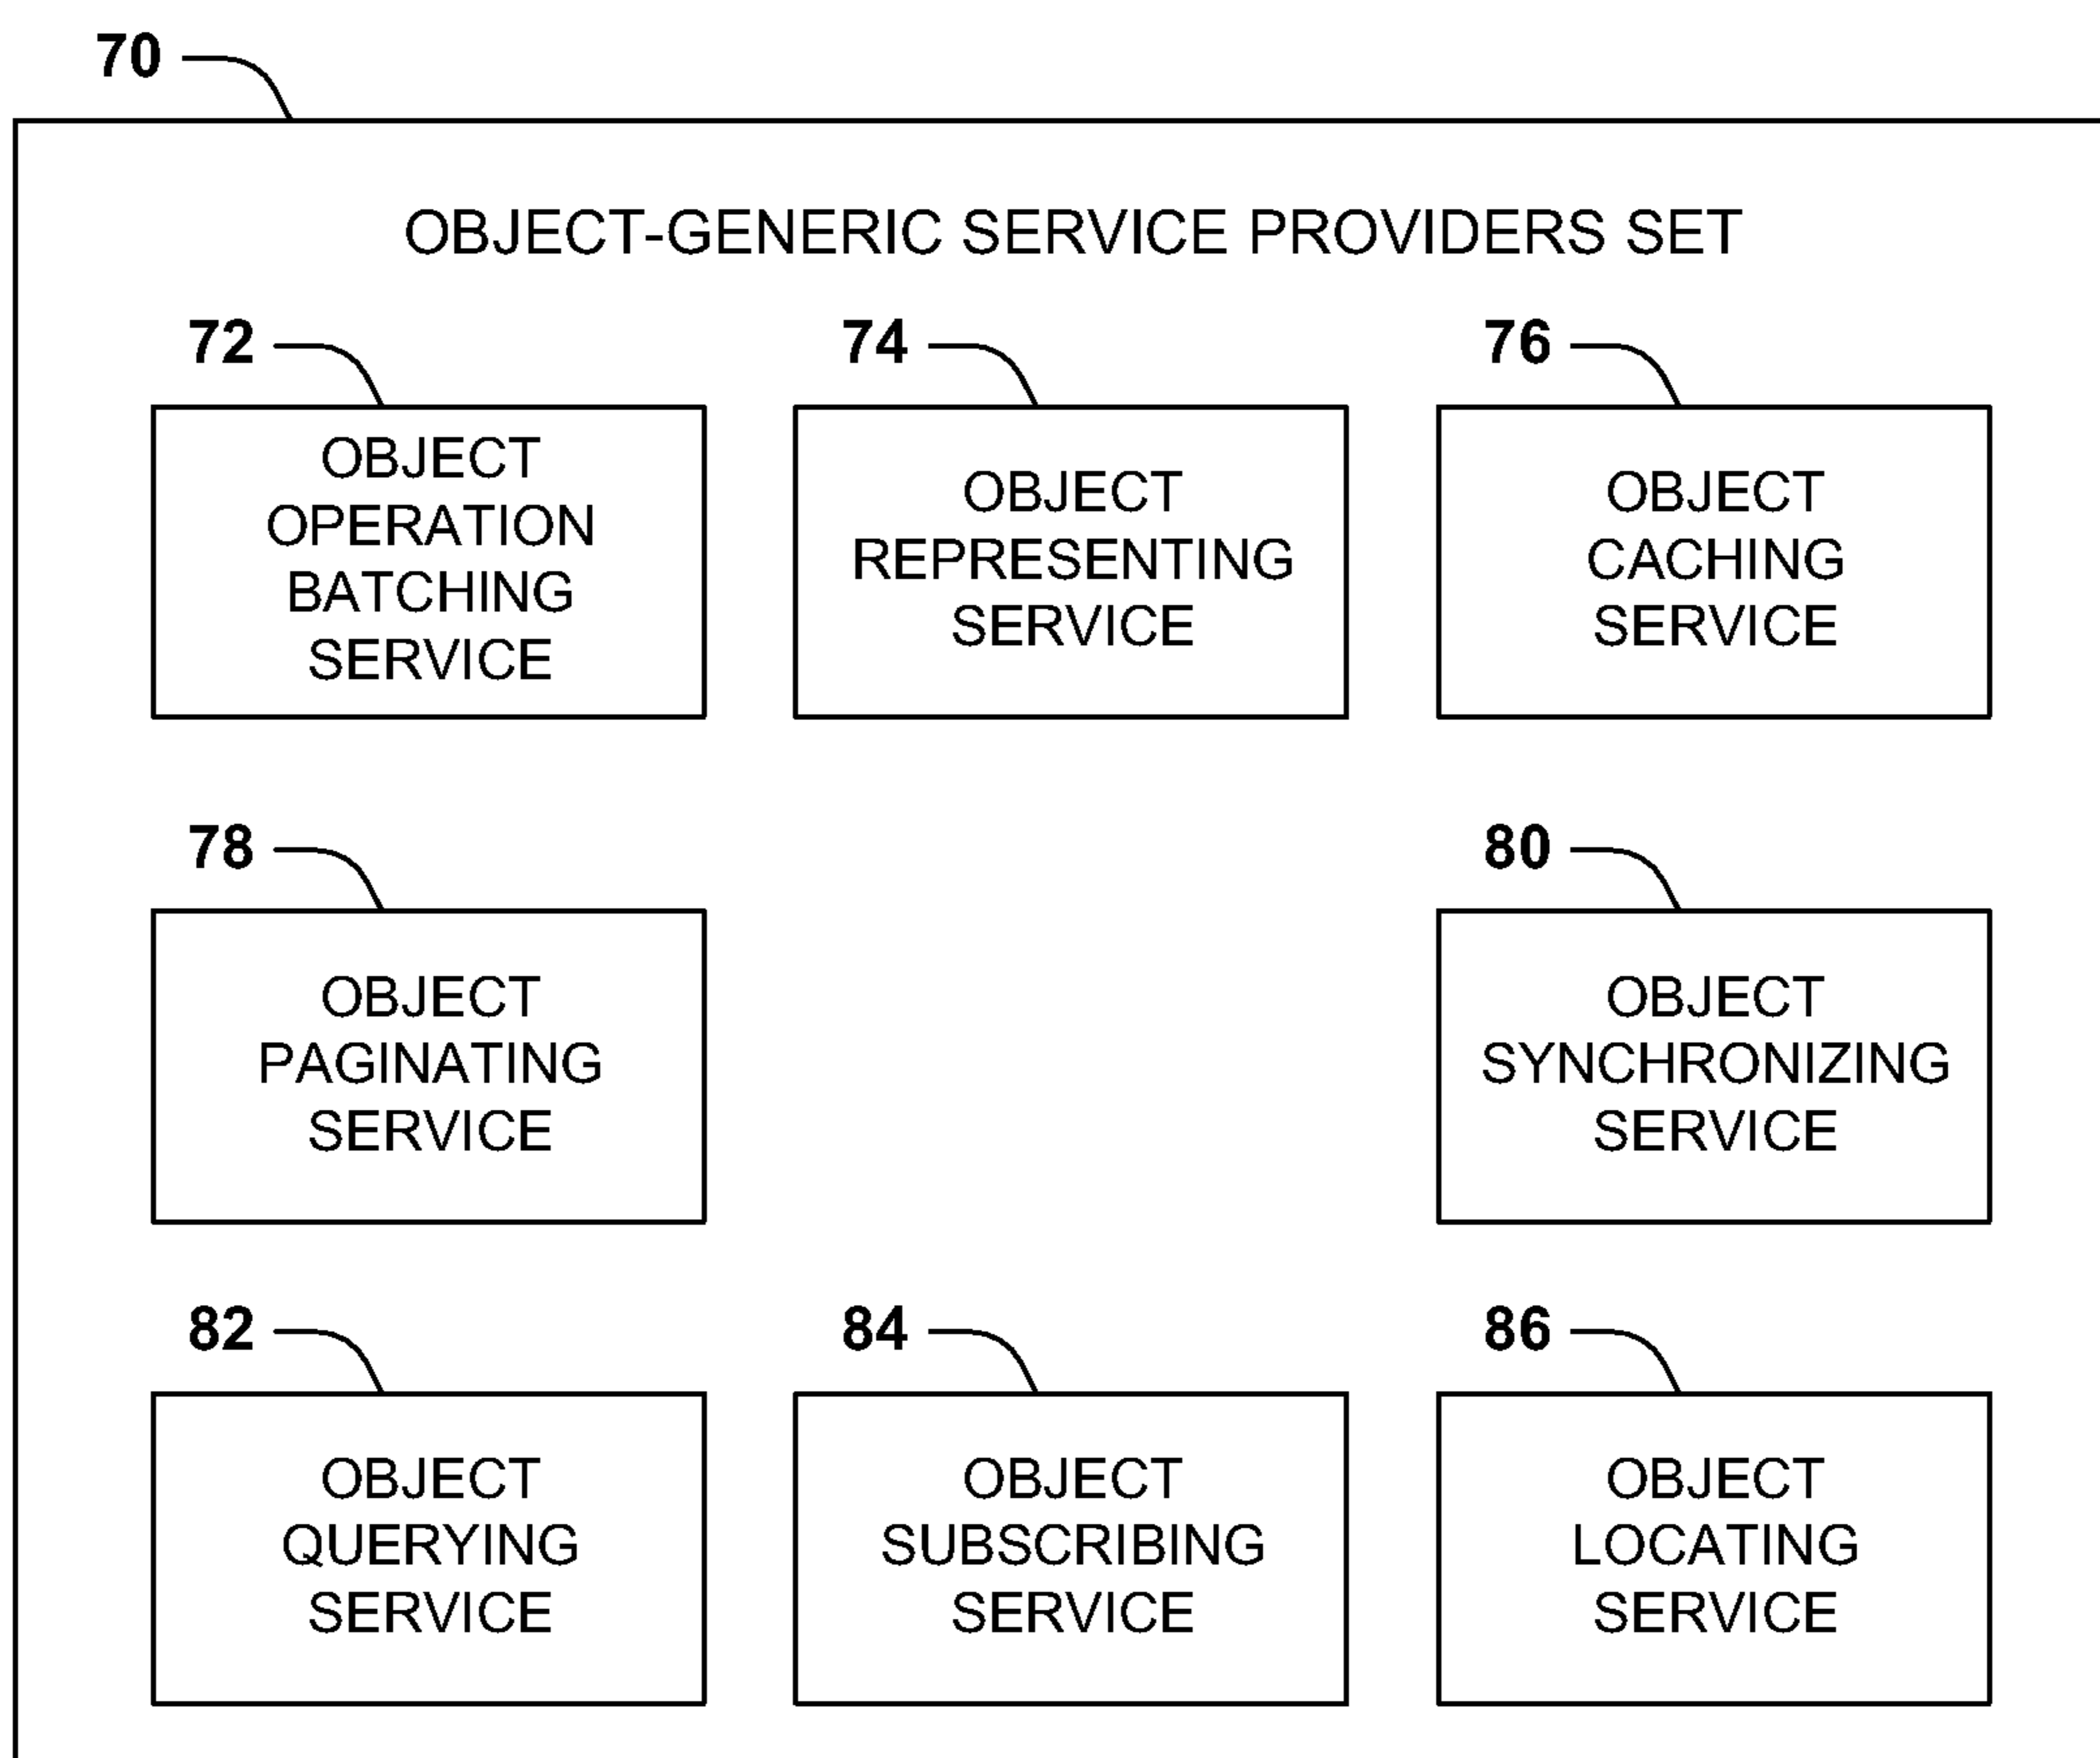 70
OBJECT-GENERIC SERVICE PROVIDERS SET
72
OBJECT
OPERATION
BATCHING
SERVICE
74
OBJECT
REPRESENTING
SERVICE
76
OBJECT
CACHING
SERVICE
78
OBJECT
PAGINATING
SERVICE
80
OBJECT
SYNCHRONIZING
SERVICE
82
OBJECT
QUERYING
SERVICE
84
OBJECT
SUBSCRIBING
SERVICE
86
OBJECT
LOCATING
SERVICE